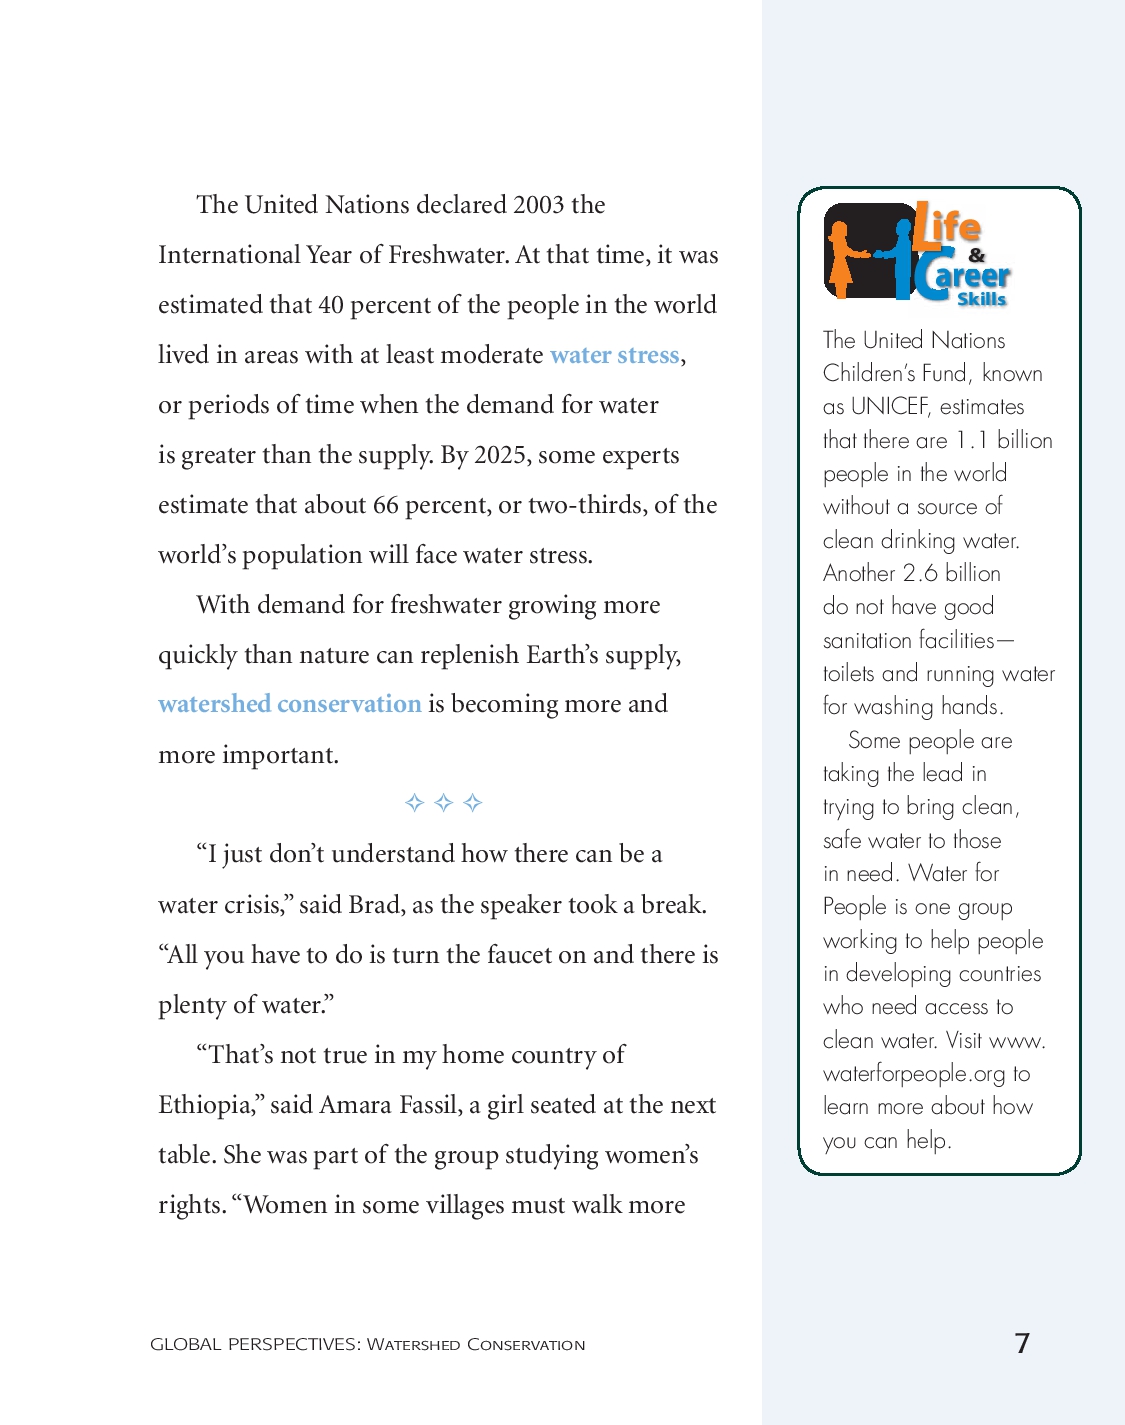 The United Nations declared 2003 the
International Year of Freshwater. At that time, it was
estimated that 40 percent of the people in the world
lived in areas with at least moderate water stress,
or periods of time when the demand for water
is greater than the supply. By 2025, some experts
estimate that about 66 percent, or two-thirds, of the
world’s population will face water stress.
With demand for freshwater growing more
quickly than nature can replenish Earth’s supply,
watershed conservation is becoming more and
more important.
“I just don’t understand how there can be a
water crisis,” said Brad, as the speaker took a break.
“All you have to do is turn the faucet on and there is
plenty of water.”
“That’s not true in my home country of
Ethiopia,” said Amara Fassil, a girl seated at the next
table. She was part of the group studying women’s
rights. “Women in some villages must walk more
Life
&
Career
Skills
The United Nations
Children’s Fund, known
as UNICEF, estimates
that there are 1.1 billion
people in the world
without a source of
clean drinking water.
Another 2.6 billion
do not have good
sanitation facilities—
toilets and running water
for washing hands.
Some people are
taking the lead in
trying to bring clean,
safe water to those
in need. Water for
People is one group
working to help people
in developing countries
who need access to
clean water. Visit www.
waterforpeople.org to
learn more about how
you can help.
GLOBAL PERSPECTIVES: Watershed Conservation
7